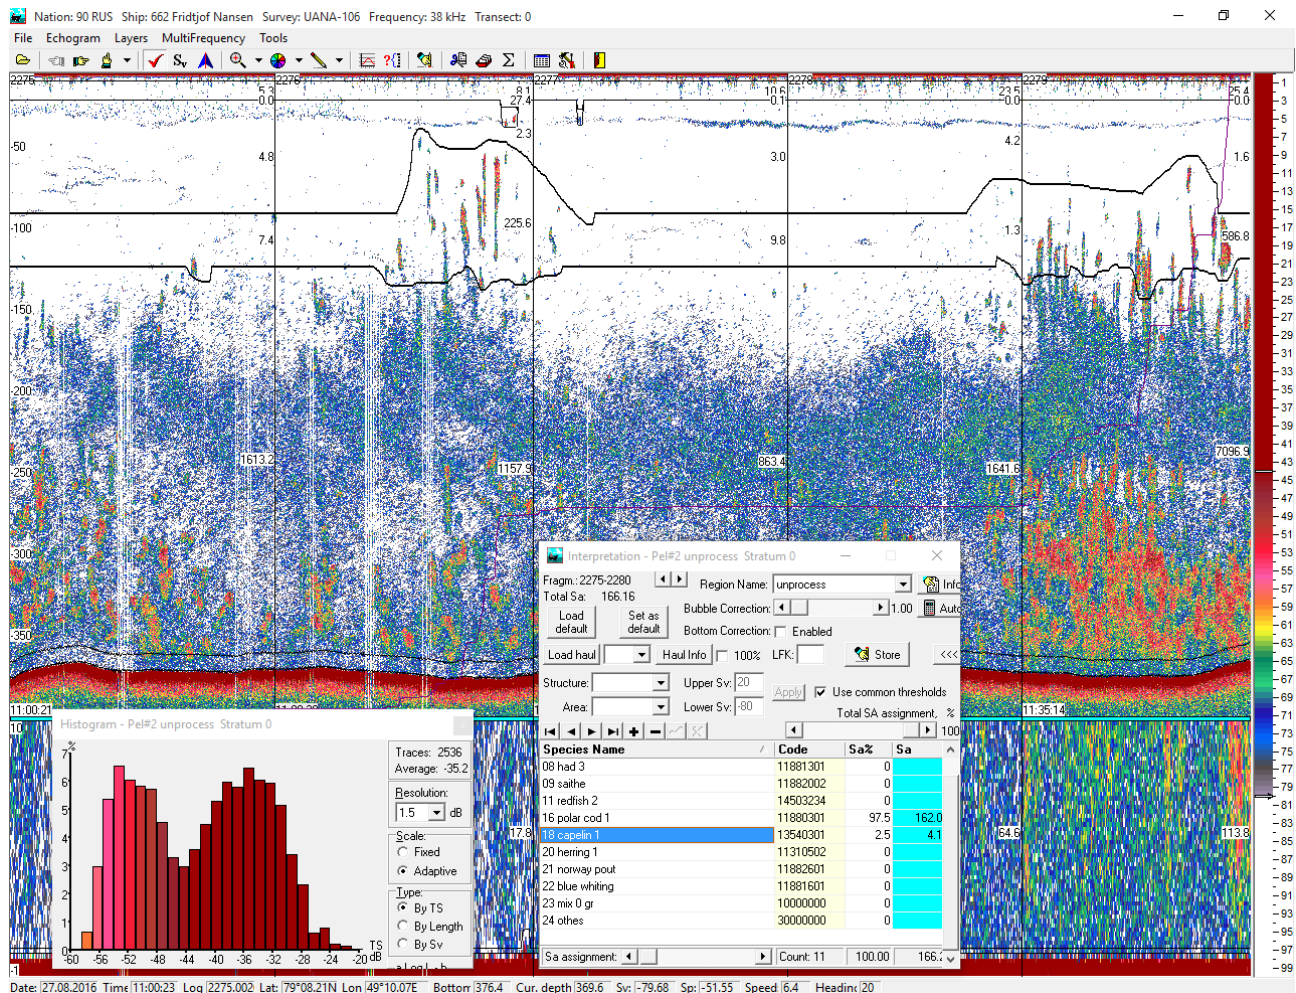 Nation: 90 RUS Ship: 662 Fridtjof Nansen Survey: UANA-106 Frequency: 38 kHz Transect: 0
File Echogram Layers MultiFrequency Tools
2275 2276 2277 2278 2279
5.3 8.1 10.6 23.5 25.4
0.0 27.4 0.1 0.0 0.0
2.3
4.2
-50
4.8 3.0 1.6
-100
225.6
7.4 9.8 1.3 586.8
-150
-200
-250
1613.2 1157.9 863.4 1641.6 7096.9
-300
-350
11:00:21
11:35:14
17.8 64.6 113.8
-1
-3
-5
-7
-9
-11
-13
-15
-17
-19
-21
-23
-25
-27
-29
-31
-33
-35
-37
-39
-41
-43
-45
-47
-49
-51
-53
-55
-57
-59
-61
-63
-65
-67
-69
-71
-73
-75
-77
-79
-81
-83
-85
-87
-89
-91
-93
-95
-97
-99
Interpretation - Pel#2 unprocess Stratum 0
Fragm.: 2275-2280
Region Name: unprocess
Total Sa: 166.16
Load default
Set as default
Bubble Correction: 1.00
Bottom Correction: Enabled
Load haul Haul Info 100% LFK: Store <<<
Structure: Upper Sv: 20
Apply Use common thresholds
Area: Lower Sv: -80
Total SA assignment, %
100
Species Name / Code Sa% Sa
08 had 3 11881301 0
09 saithe 11882002 0
11 redfish 2 14503234 0
16 polar cod 1 11880301 97.5 162.0
18 capelin 1 13540301 2.5 4.1
20 herring 1 11310502 0
21 norway pout 11882601 0
22 blue whiting 11881601 0
23 mix 0 gr 10000000 0
24 othes 30000000 0
Sa assignment: Count: 11 100.00 166.2
Histogram - Pel#2 unprocess Stratum 0
%
7
6
5
4
3
2
1
0
-60 -56 -52 -48 -44 -40 -36 -32 -28 -24 -20
TS
dB
Traces: 2536
Average: -35.2
Resolution:
1.5 dB
Scale:
Fixed
Adaptive
Type:
By TS
By Length
By Sv
Date: 27.08.2016 Time 11:00:23 Log 2275.002 Lat: 79°08.21N Lon 49°10.07E Bottom 376.4 Cur. depth 369.6 Sv: -79.68 Sp: -51.55 Speed 6.4 Heading 20